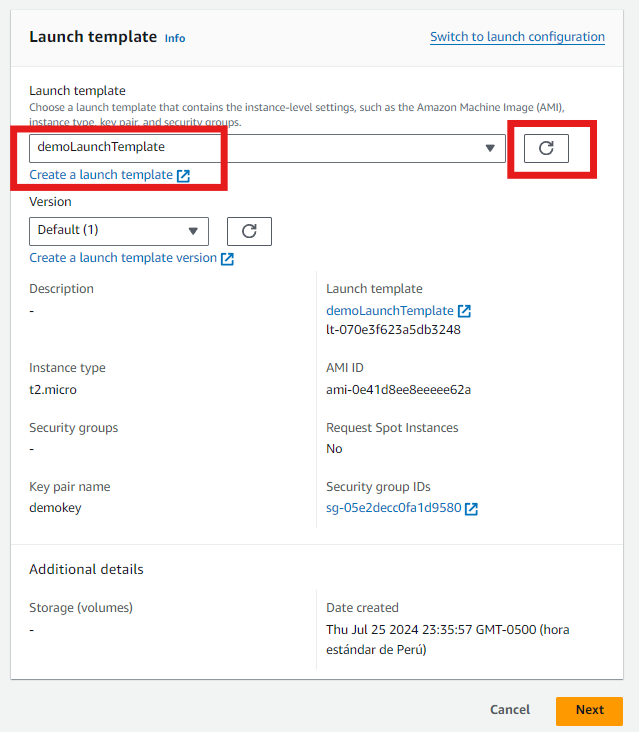 Launch template Info
Switch to launch configuration
Launch template
Choose a launch template that contains the instance-level settings, such as the Amazon Machine Image (AMI),
instance type, key pair, and security groups.
demoLaunchTemplate
Create a launch template
Version
Default (1)
Create a launch template version
Description
-
Launch template
demoLaunchTemplate
lt-070e3f623a5db3248
Instance type
t2.micro
AMI ID
ami-0e41d8ee8eeeee62a
Security groups
-
Request Spot Instances
No
Key pair name
demokey
Security group IDs
sg-05e2decc0fa1d9580
Additional details
Storage (volumes)
-
Date created
Thu Jul 25 2024 23:35:57 GMT-0500 (hora
estándar de Perú)
Cancel
Next